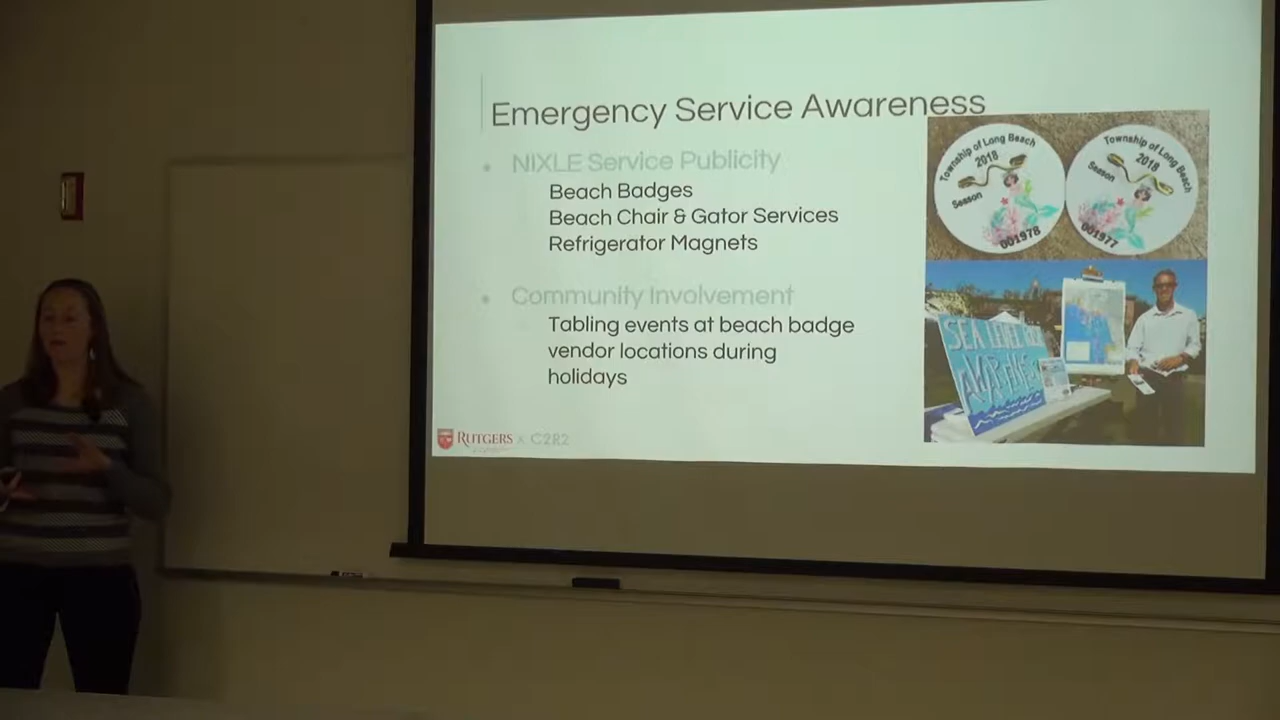 Emergency Service Awareness
NIXLE Service Publicity
Beach Badges
Beach Chair & Gator Services
Refrigerator Magnets
Community Involvement
Tabling events at beach badge
vendor locations during
holidays
RUTGERS x C2R2
Township of Long Beach
2018
Season
001978
Township of Long Beach
2018
Season
001977
SEA LEVEL